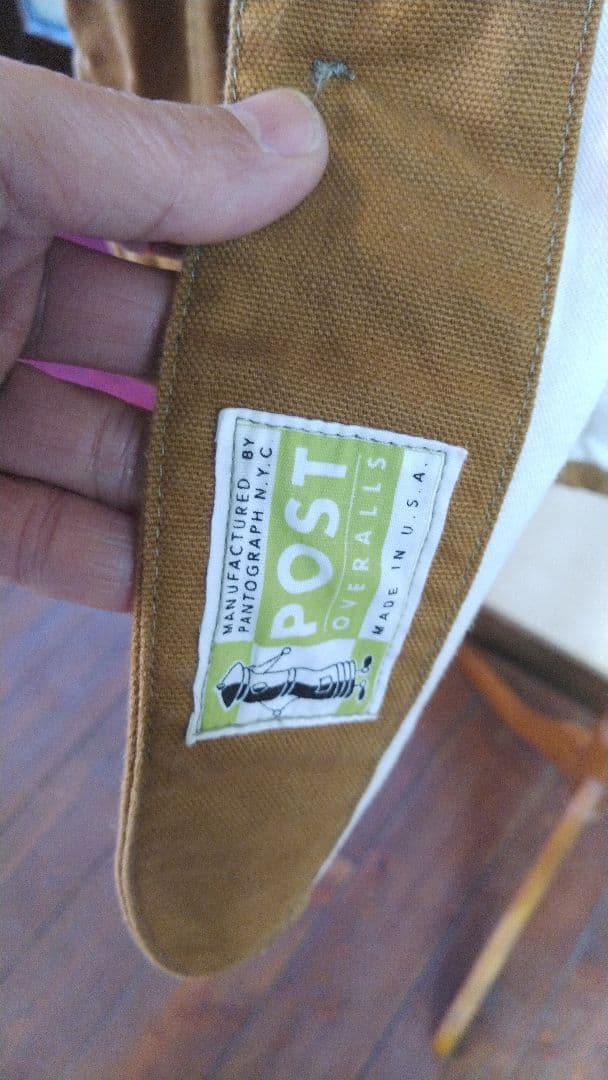 MANUFACTURED BY
PANTOGRAPH N.Y.C
POST
OVERALLS
MADE IN U.S.A.